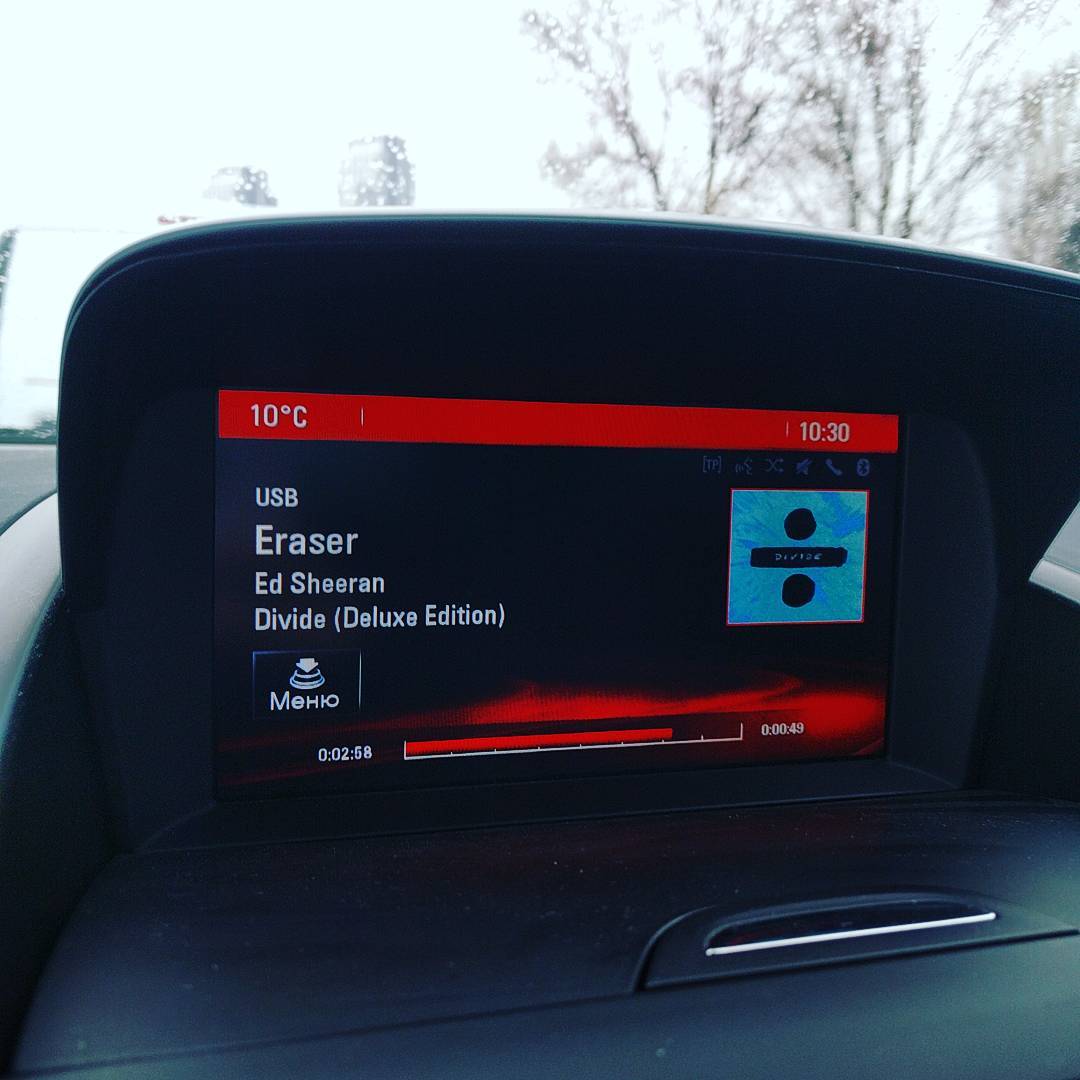 10°C
10:30
[TP]
USB
Eraser
Ed Sheeran
Divide (Deluxe Edition)
DIVIDE
Меню
0:02:58
0:00:49